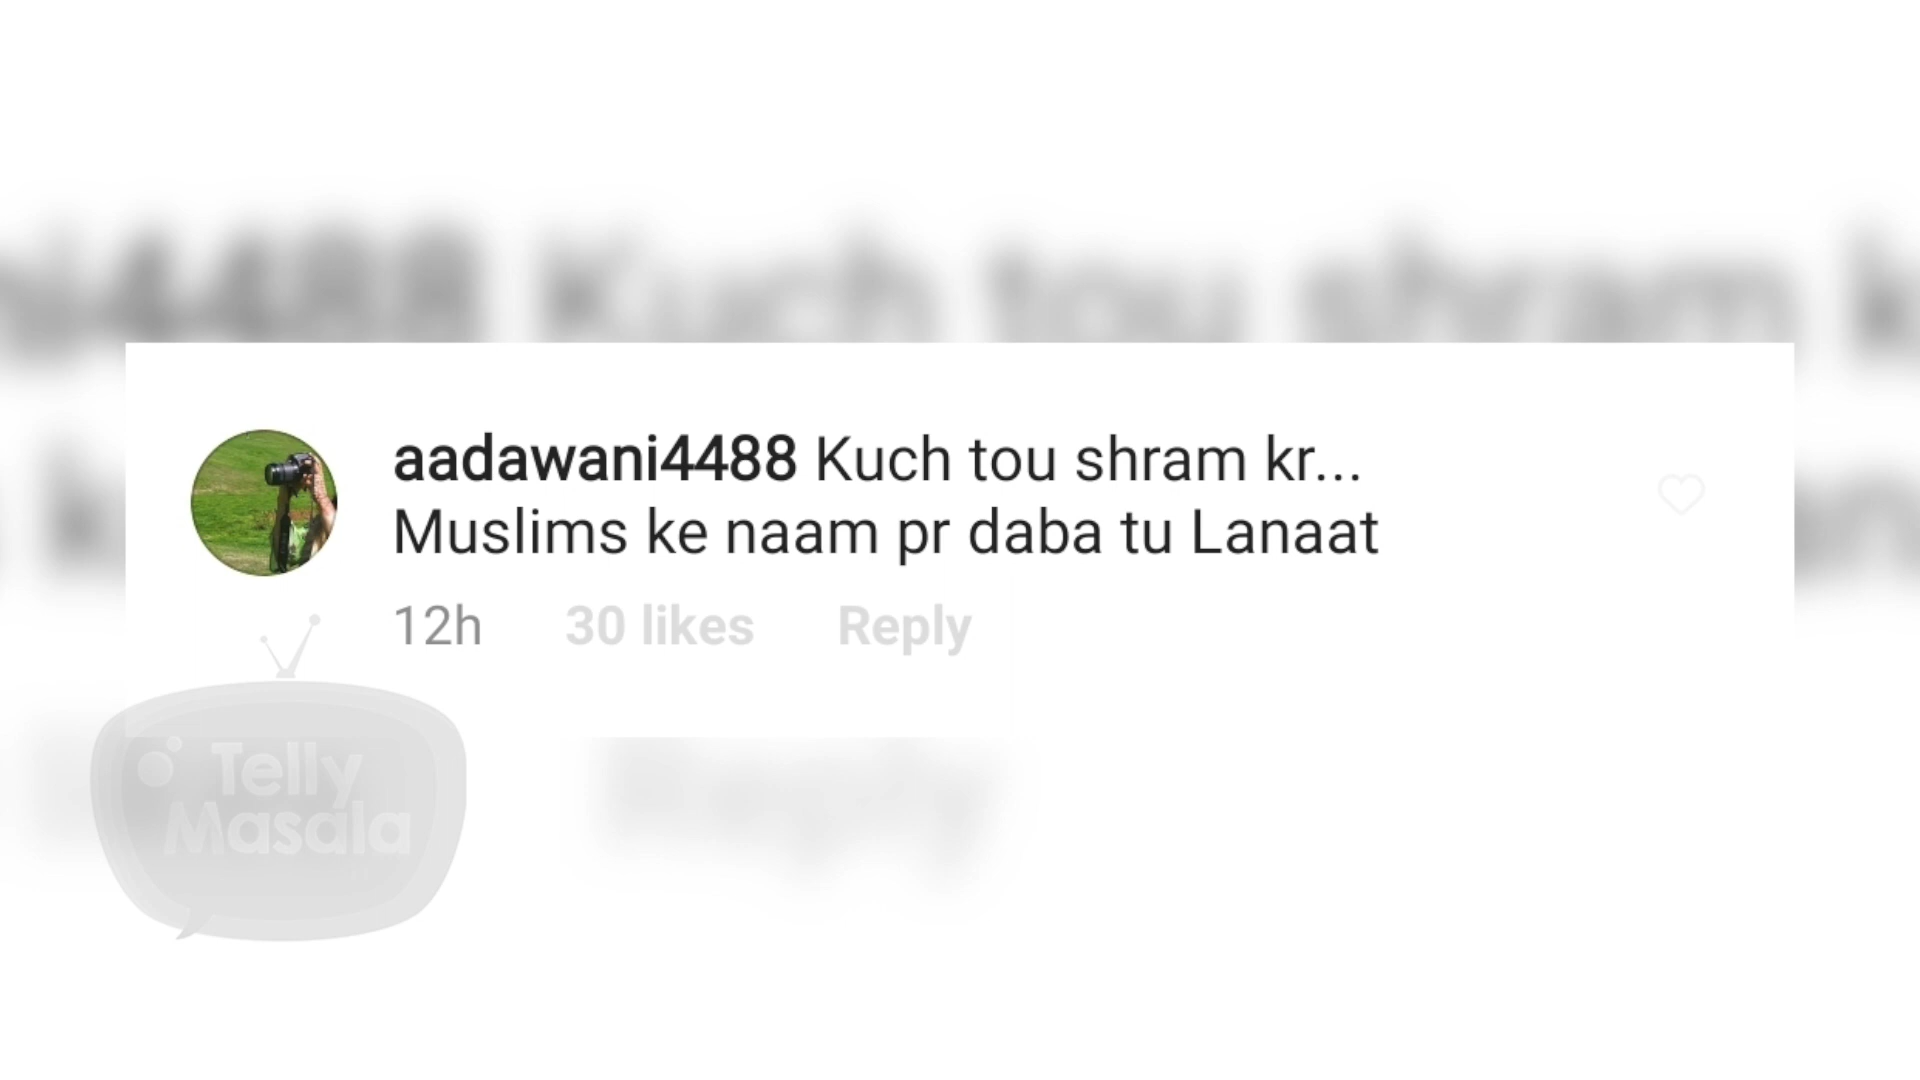 aadawani4488 Kuch tou shram kr...
Muslims ke naam pr daba tu Lanaat
12h 30 likes Reply
Telly
Masala